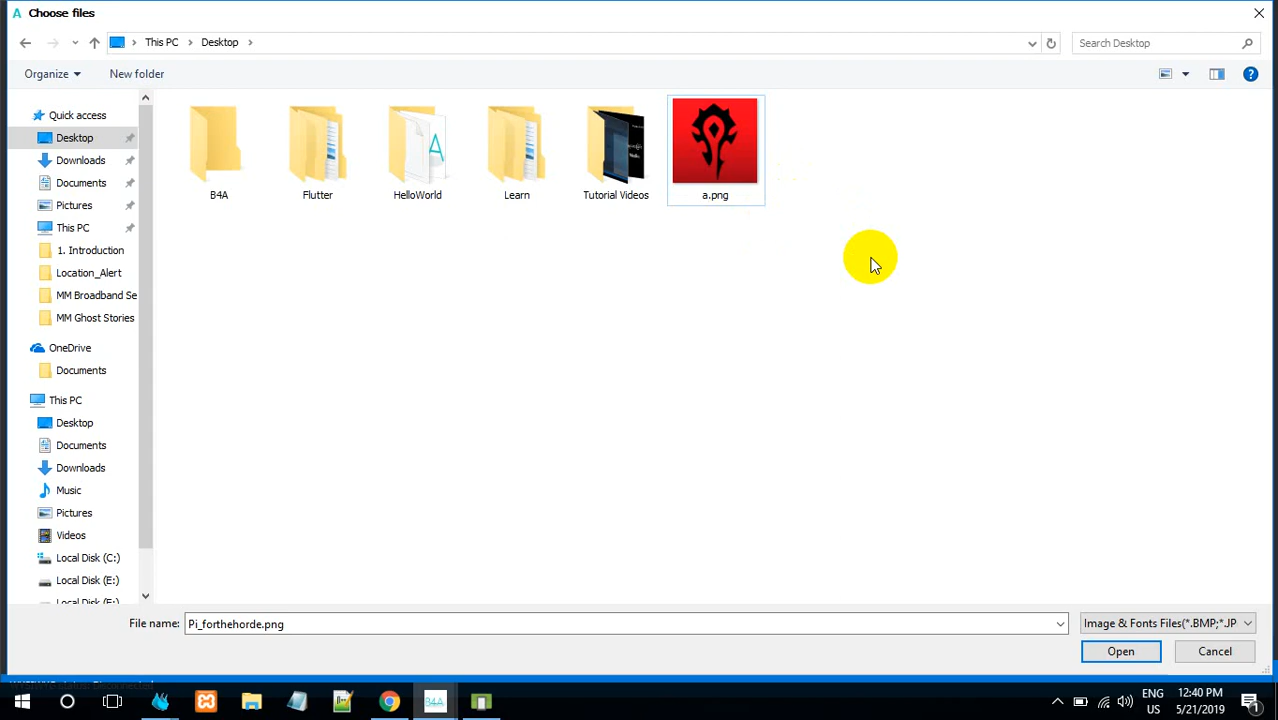 Choose files
This PC
Desktop
Search Desktop
Organize
New folder
Quick access
Desktop
Downloads
Documents
Pictures
This PC
1. Introduction
Location_Alert
MM Broadband Se
MM Ghost Stories
OneDrive
Documents
This PC
Desktop
Documents
Downloads
Music
Pictures
Videos
Local Disk (C:)
Local Disk (E:)
B4A
Flutter
HelloWorld
Learn
Tutorial Videos
a.png
File name:
Pi_forthehorde.png
Image & Fonts Files(*.BMP;*.JP
Open
Cancel
B4A
ENG
US
12:40 PM
5/21/2019
1